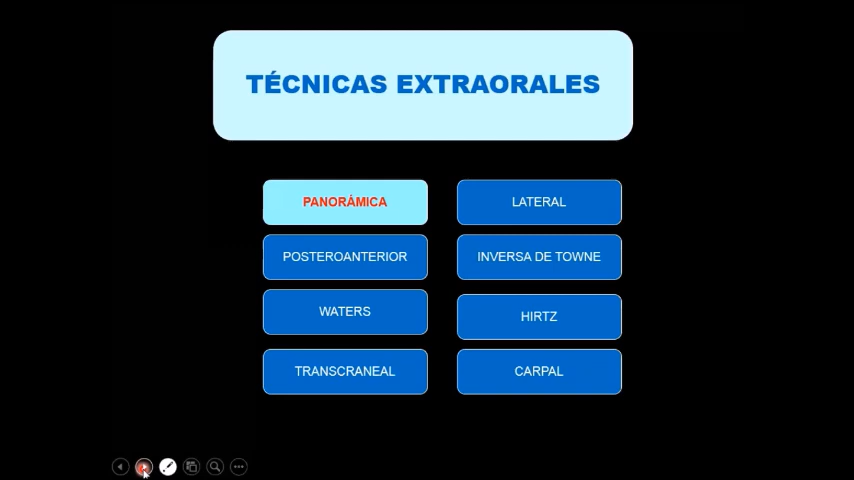 TÉCNICAS EXTRAORALES
PANORÁMICA
LATERAL
POSTEROANTERIOR
INVERSA DE TOWNE
WATERS
HIRTZ
TRANSCRANEAL
CARPAL